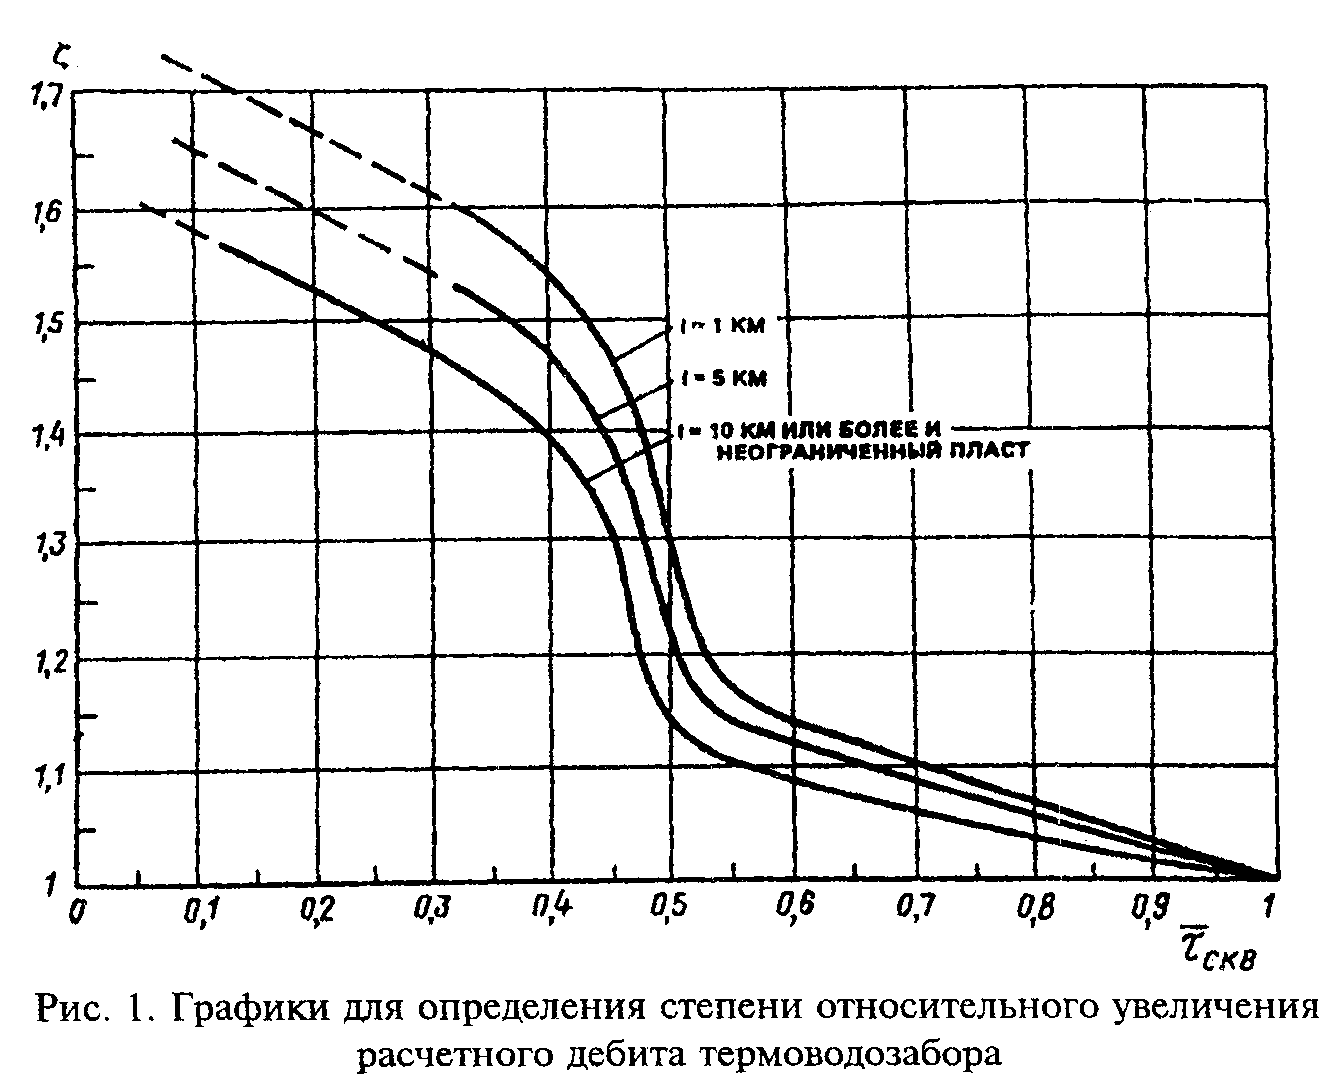 ζ
1,7
1,6
1,5
1,4
1,3
1,2
1,1
1
l = 1 КМ
l = 5 КМ
l = 10 КМ ИЛИ БОЛЕЕ И
НЕОГРАНИЧЕННЫЙ ПЛАСТ
0 0,1 0,2 0,3 0,4 0,5 0,6 0,7 0,8 0,9 1
τ̅скв
Рис. 1. Графики для определения степени относительного увеличения
расчетного дебита термоводозабора